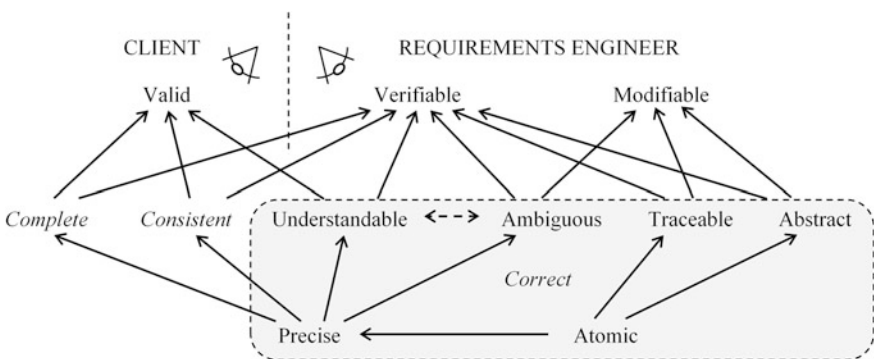 CLIENT REQUIREMENTS ENGINEER
Valid Verifiable Modifiable
Complete Consistent Understandable Ambiguous Traceable Abstract
Correct
Precise Atomic